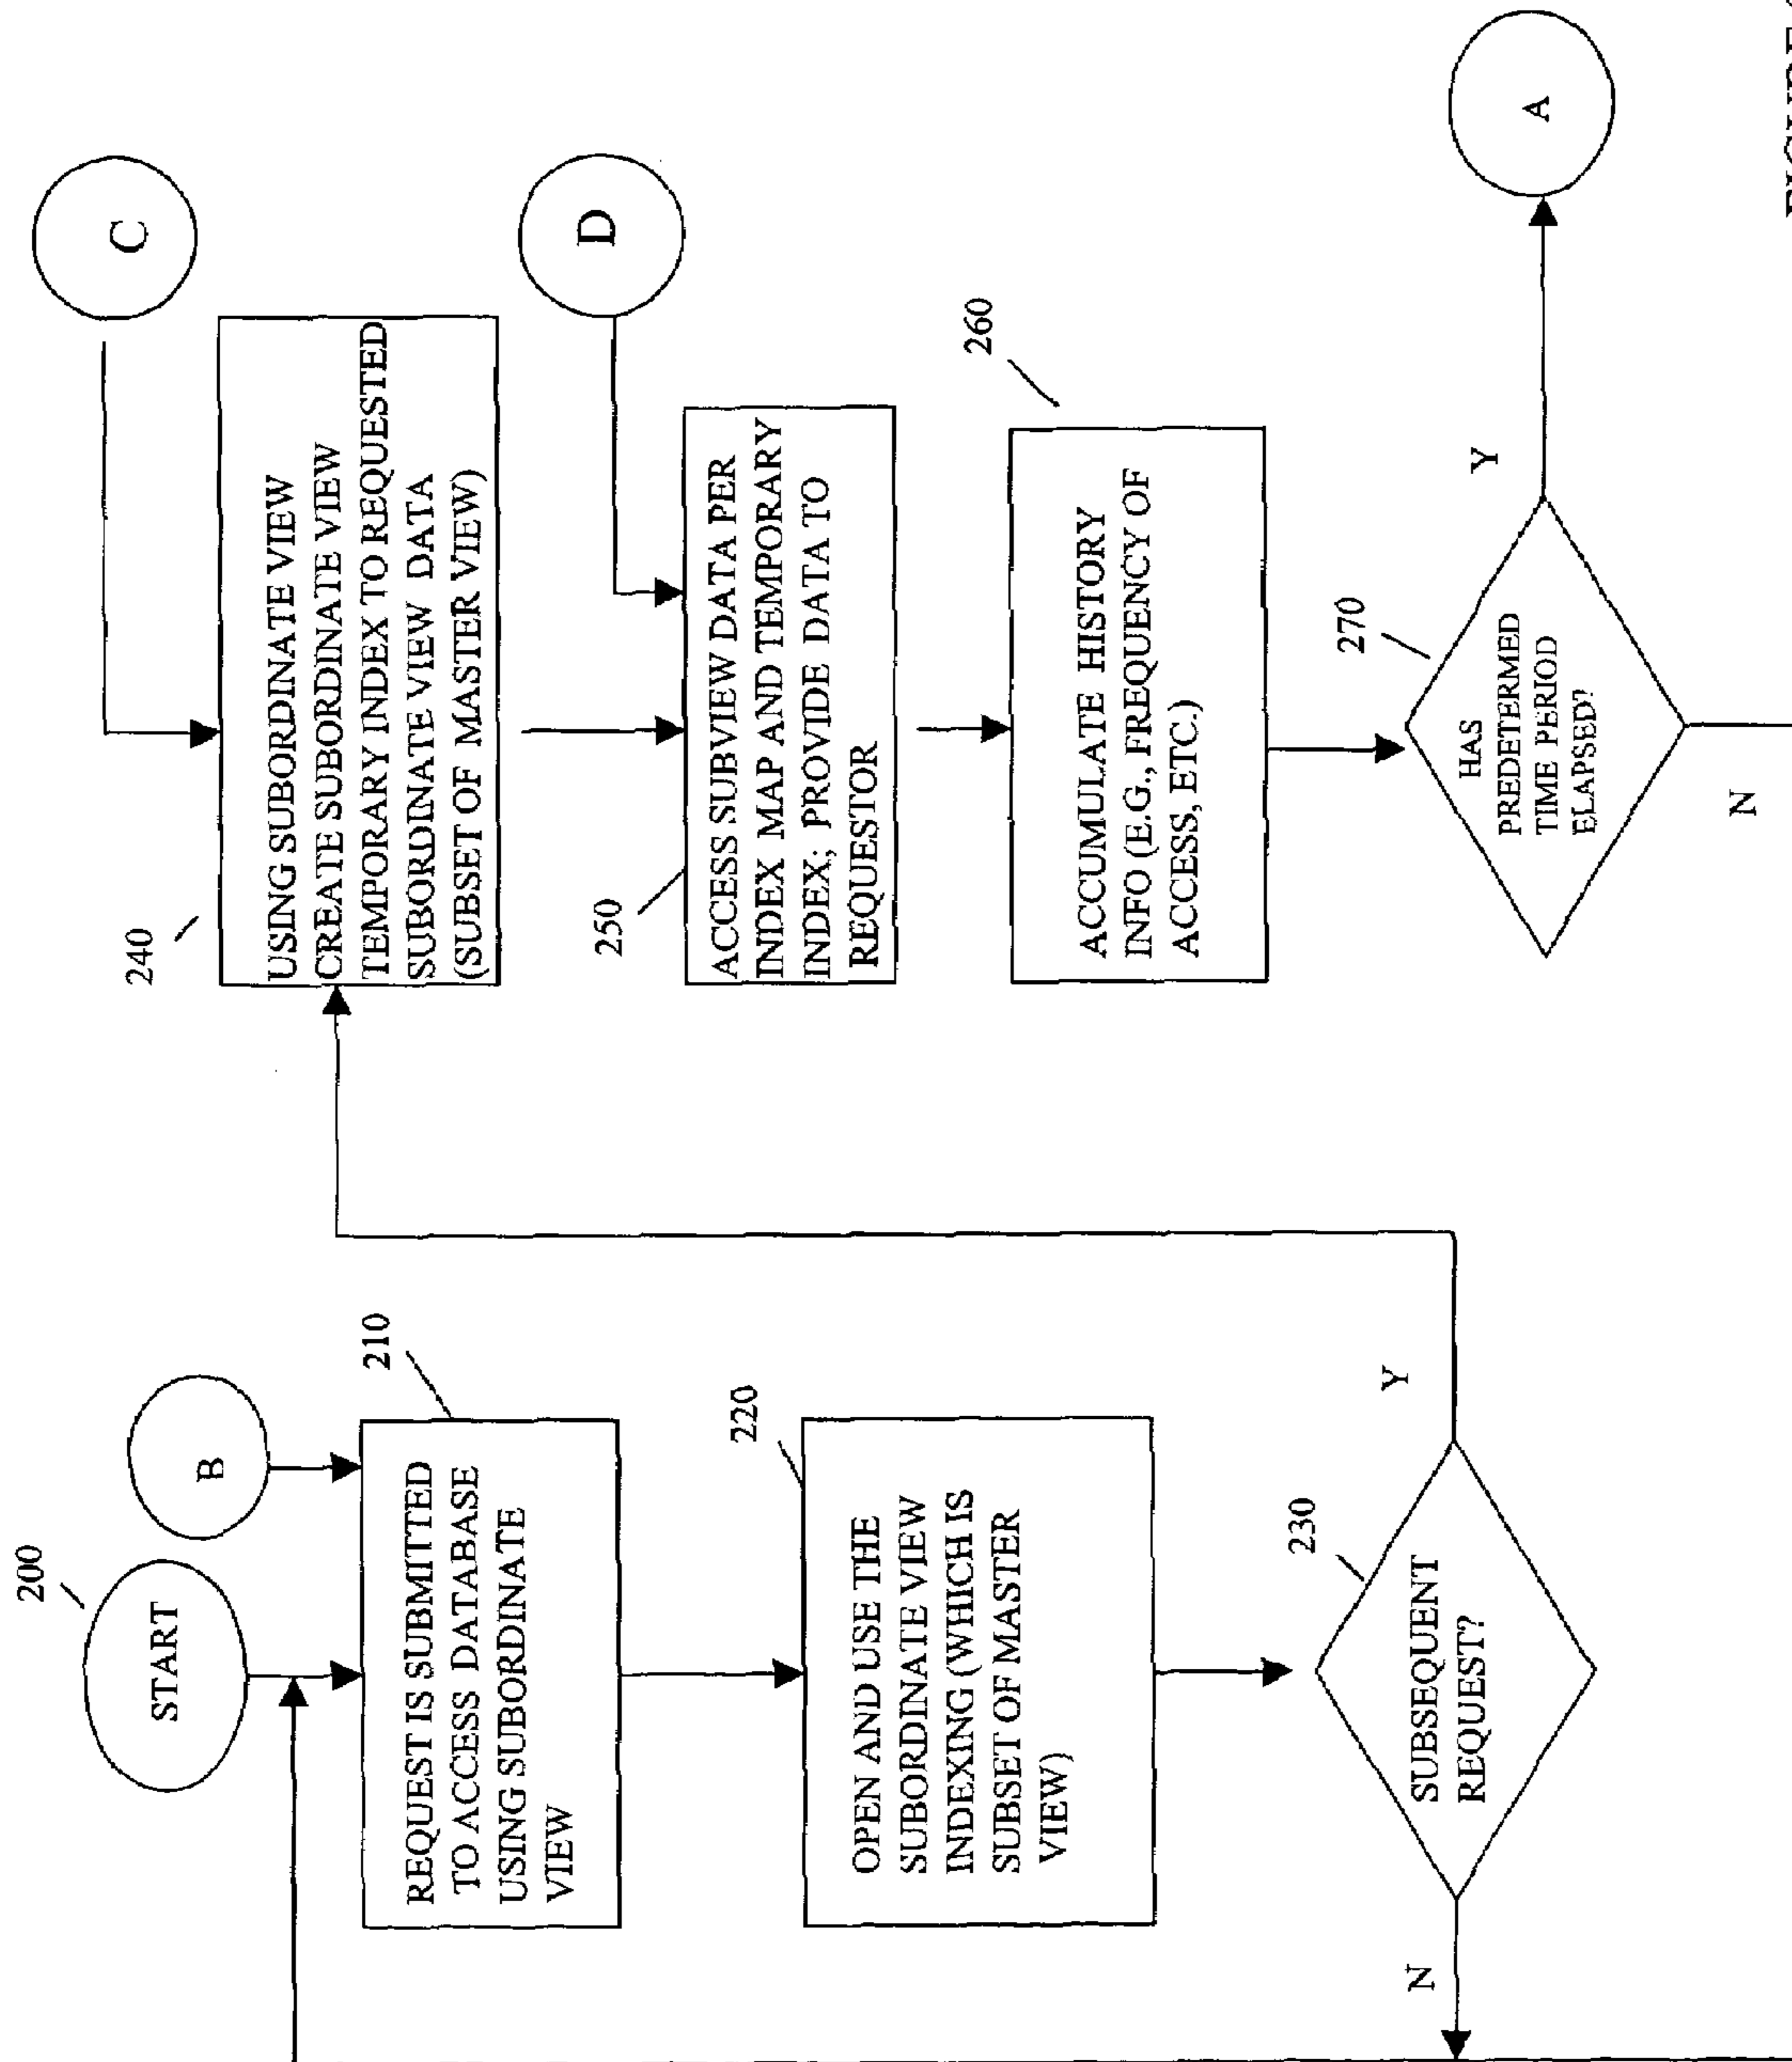 200
START
B
210
REQUEST IS SUBMITTED
TO ACCESS DATABASE
USING SUBORDINATE
VIEW
220
OPEN AND USE THE
SUBORDINATE VIEW
INDEXING (WHICH IS
SUBSET OF MASTER
VIEW)
230
SUBSEQUENT
REQUEST?
N
Y
C
240
USING SUBORDINATE VIEW
CREATE SUBORDINATE VIEW
TEMPORARY INDEX TO REQUESTED
SUBORDINATE VIEW DATA
(SUBSET OF MASTER VIEW)
D
250
ACCESS SUBVIEW DATA PER
INDEX MAP AND TEMPORARY
INDEX; PROVIDE DATA TO
REQUESTOR
260
ACCUMULATE HISTORY
INFO (E.G., FREQUENCY OF
ACCESS, ETC.)
270
HAS
PREDETERMED
TIME PERIOD
ELAPSED?
Y
A
N